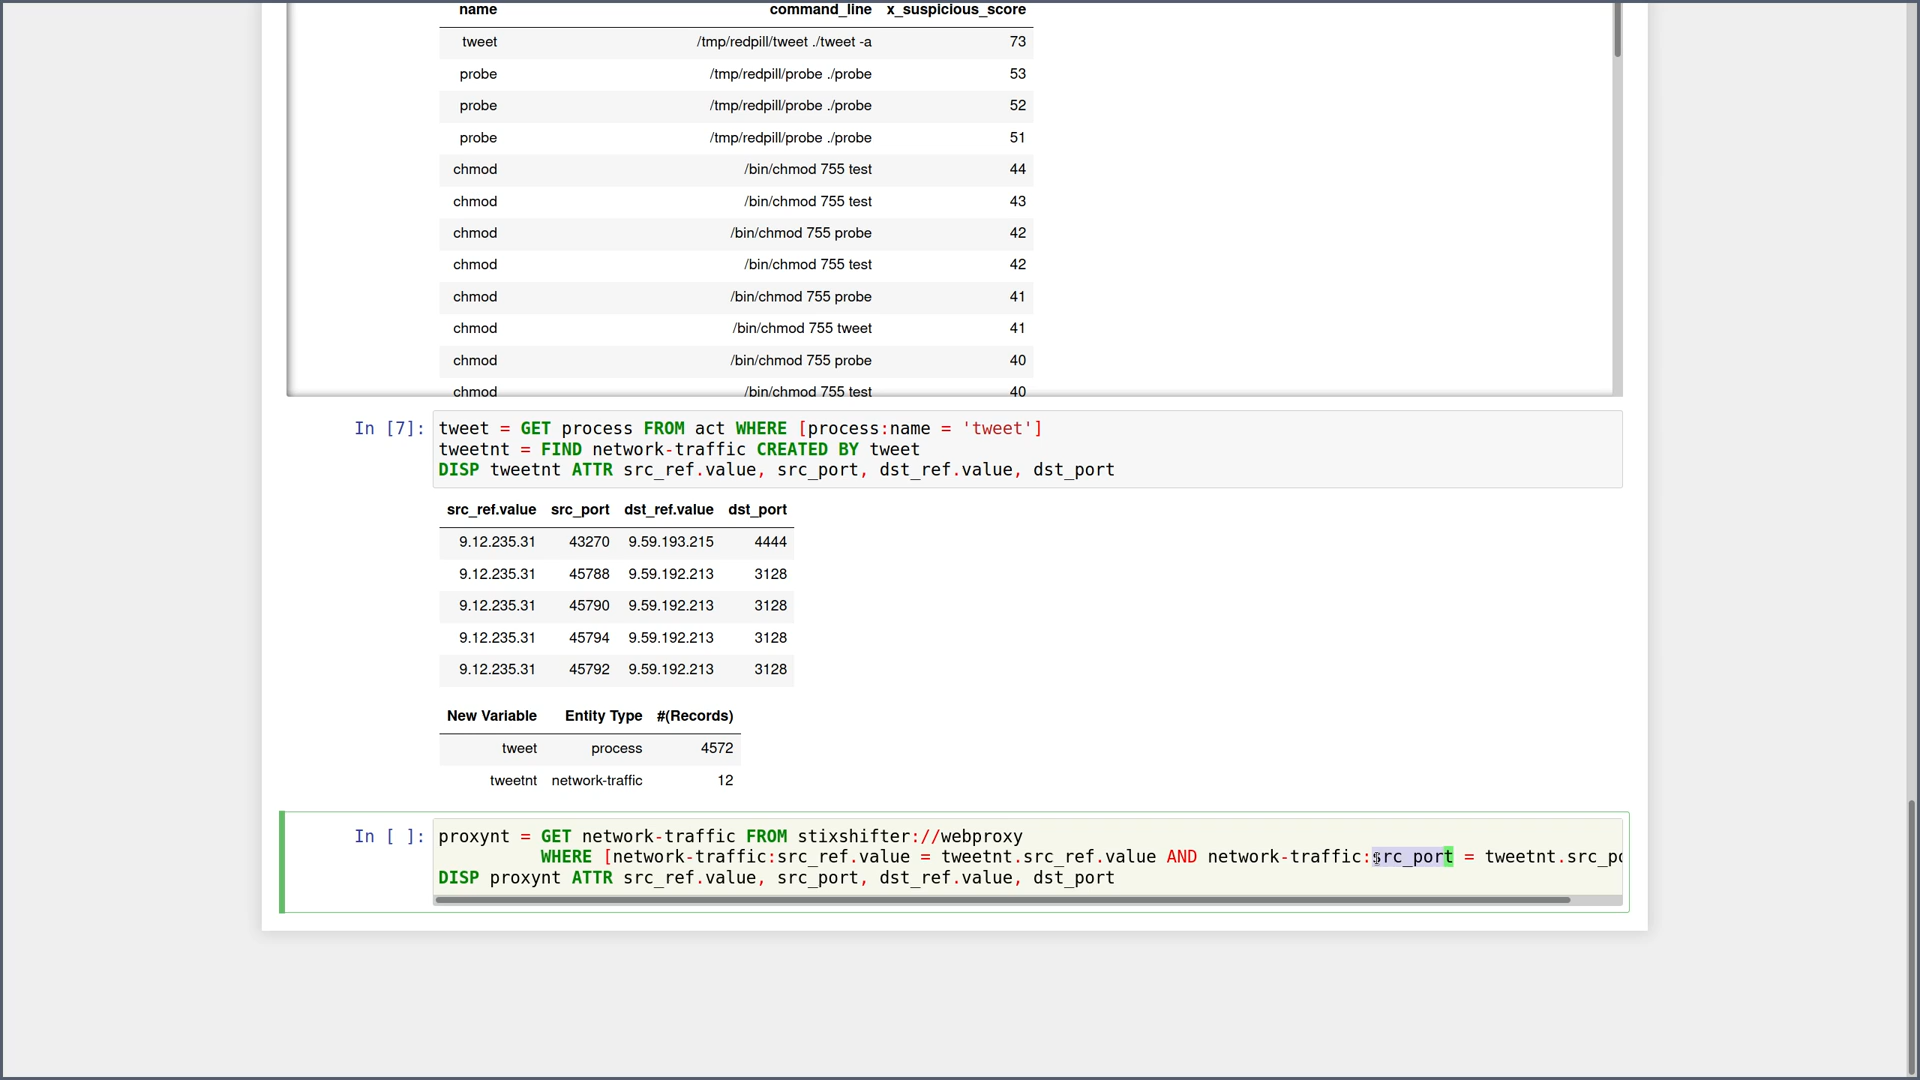 name command_line x_suspicious_score
tweet /tmp/redpill/tweet ./tweet -a 73
probe /tmp/redpill/probe ./probe 53
probe /tmp/redpill/probe ./probe 52
probe /tmp/redpill/probe ./probe 51
chmod /bin/chmod 755 test 44
chmod /bin/chmod 755 test 43
chmod /bin/chmod 755 probe 42
chmod /bin/chmod 755 test 42
chmod /bin/chmod 755 probe 41
chmod /bin/chmod 755 tweet 41
chmod /bin/chmod 755 probe 40
chmod /bin/chmod 755 test 40
In [7]: tweet = GET process FROM act WHERE [process:name = 'tweet']
tweetnt = FIND network-traffic CREATED BY tweet
DISP tweetnt ATTR src_ref.value, src_port, dst_ref.value, dst_port
src_ref.value src_port dst_ref.value dst_port
9.12.235.31 43270 9.59.193.215 4444
9.12.235.31 45788 9.59.192.213 3128
9.12.235.31 45790 9.59.192.213 3128
9.12.235.31 45794 9.59.192.213 3128
9.12.235.31 45792 9.59.192.213 3128
New Variable Entity Type #(Records)
tweet process 4572
tweetnt network-traffic 12
In [ ]: proxynt = GET network-traffic FROM stixshifter://webproxy
WHERE [network-traffic:src_ref.value = tweetnt.src_ref.value AND network-traffic:src_port = tweetnt.src_po
DISP proxynt ATTR src_ref.value, src_port, dst_ref.value, dst_port